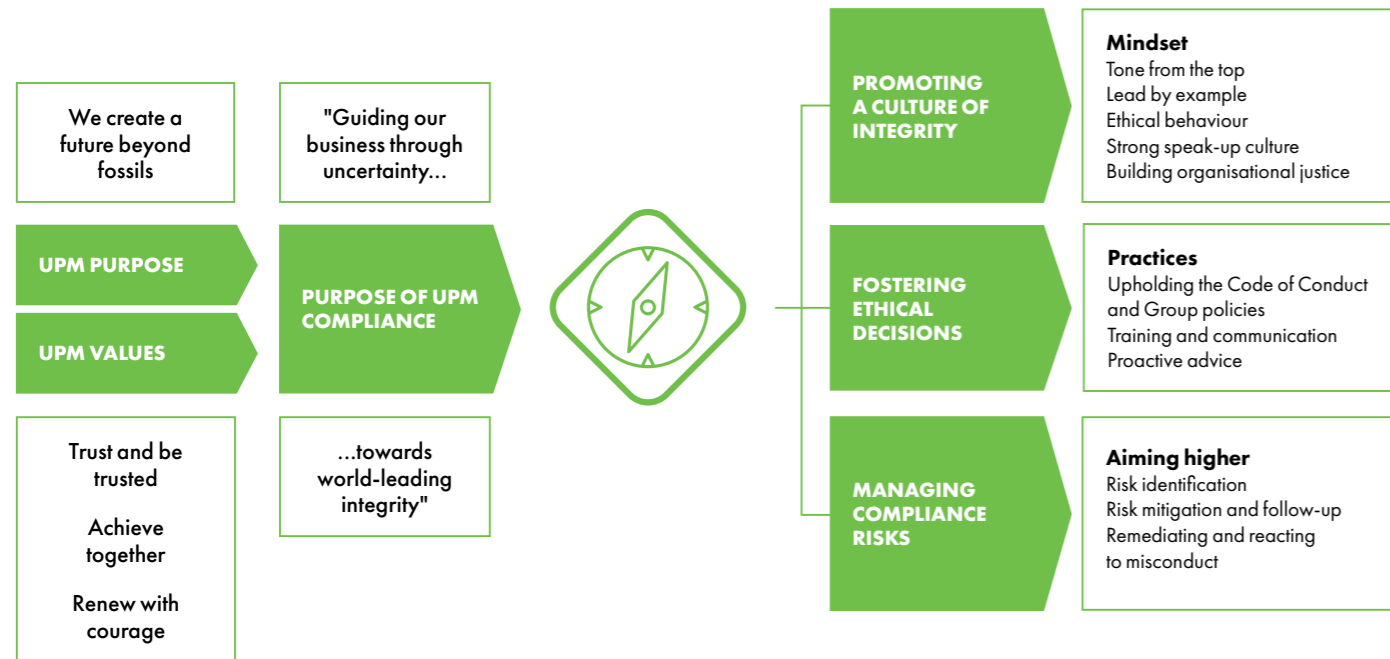 We create a
future beyond
fossils
UPM PURPOSE
UPM VALUES
Trust and be
trusted
Achieve
together
Renew with
courage
"Guiding our
business through
uncertainty...
PURPOSE OF UPM
COMPLIANCE
...towards
world-leading
integrity"
PROMOTING
A CULTURE OF
INTEGRITY
Mindset
Tone from the top
Lead by example
Ethical behaviour
Strong speak-up culture
Building organisational justice
FOSTERING
ETHICAL
DECISIONS
Practices
Upholding the Code of Conduct
and Group policies
Training and communication
Proactive advice
MANAGING
COMPLIANCE
RISKS
Aiming higher
Risk identification
Risk mitigation and follow-up
Remediating and reacting
to misconduct